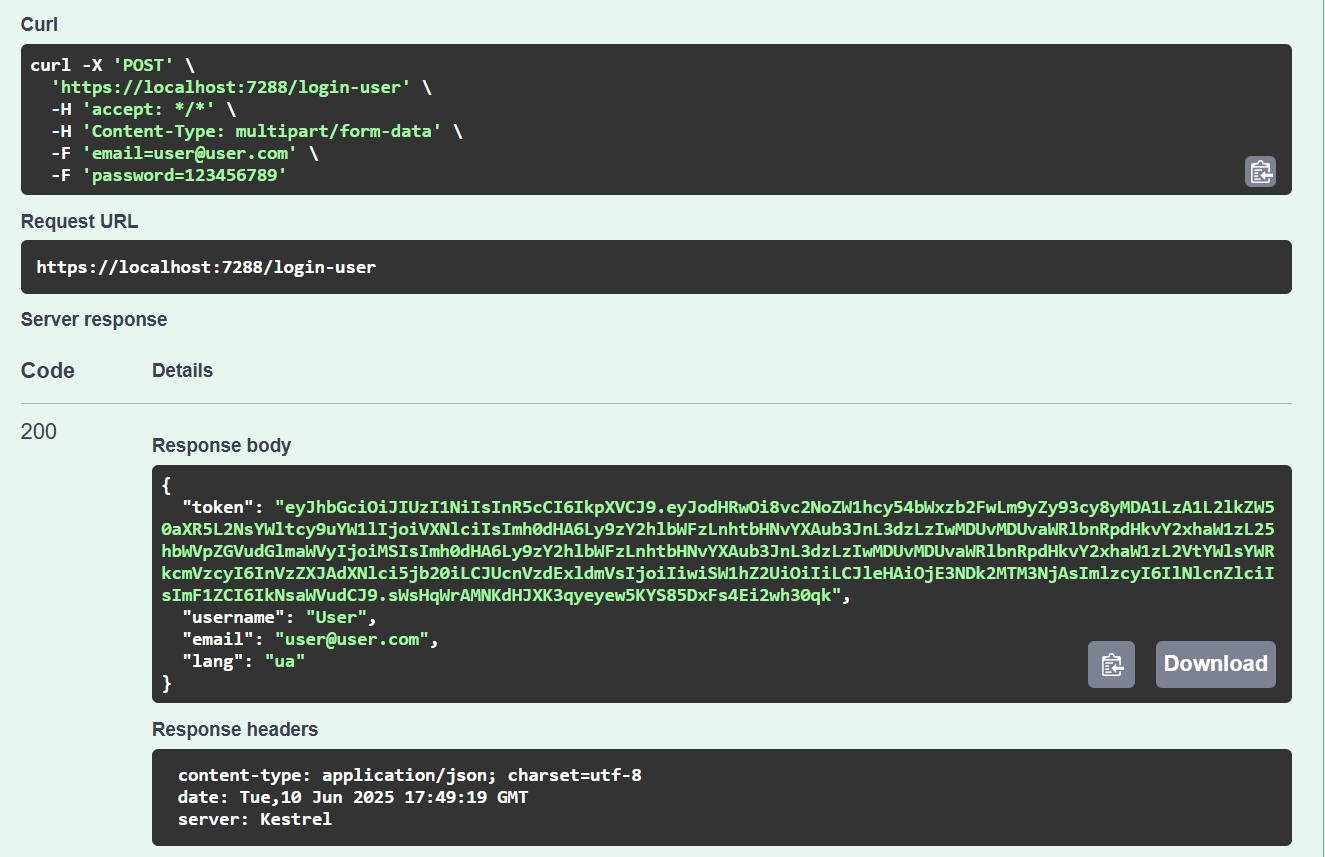 Curl
curl -X 'POST' \
  'https://localhost:7288/login-user' \
  -H 'accept: */*' \
  -H 'Content-Type: multipart/form-data' \
  -F 'email=user@user.com' \
  -F 'password=123456789'
Request URL
https://localhost:7288/login-user
Server response
Code Details
200
Response body
{
  "token": "eyJhbGciOiJIUzI1NiIsInR5cCI6IkpXVCJ9.eyJodHRwOi8vc2NoZW1hcy54bWxzb2FwLm9yZy93cy8yMDA1LzA1L2lkZW5
0aXR5L2NsYWltcy9uYW1lIjoiVXNlciIsImh0dHA6Ly9zY2hlbWFzLnhtbHNvYXAub3JnL3dzLzIwMDUvMDUvaWRlbnRpdHkvY2xhaW1zL25
hbWVpZGVudGlmaWVyIjoiMSIsImh0dHA6Ly9zY2hlbWFzLnhtbHNvYXAub3JnL3dzLzIwMDUvMDUvaWRlbnRpdHkvY2xhaW1zL2VtYWlsYWR
kcmVzcyI6InVzZXJAdXNlci5jb20iLCJUcnVzdExldmVsIjoiIiwiSW1hZ2UiOiIiLCJleHAiOjE3NDk2MTM3NjAsImlzcyI6IlNlcnZlciI
sImF1ZCI6IkNsaWVudCJ9.sWsHqWrAMNKdHJXK3qyeyew5KYS85DxFs4Ei2wh30qk",
  "username": "User",
  "email": "user@user.com",
  "lang": "ua"
}
Download
Response headers
content-type: application/json; charset=utf-8
date: Tue,10 Jun 2025 17:49:19 GMT
server: Kestrel